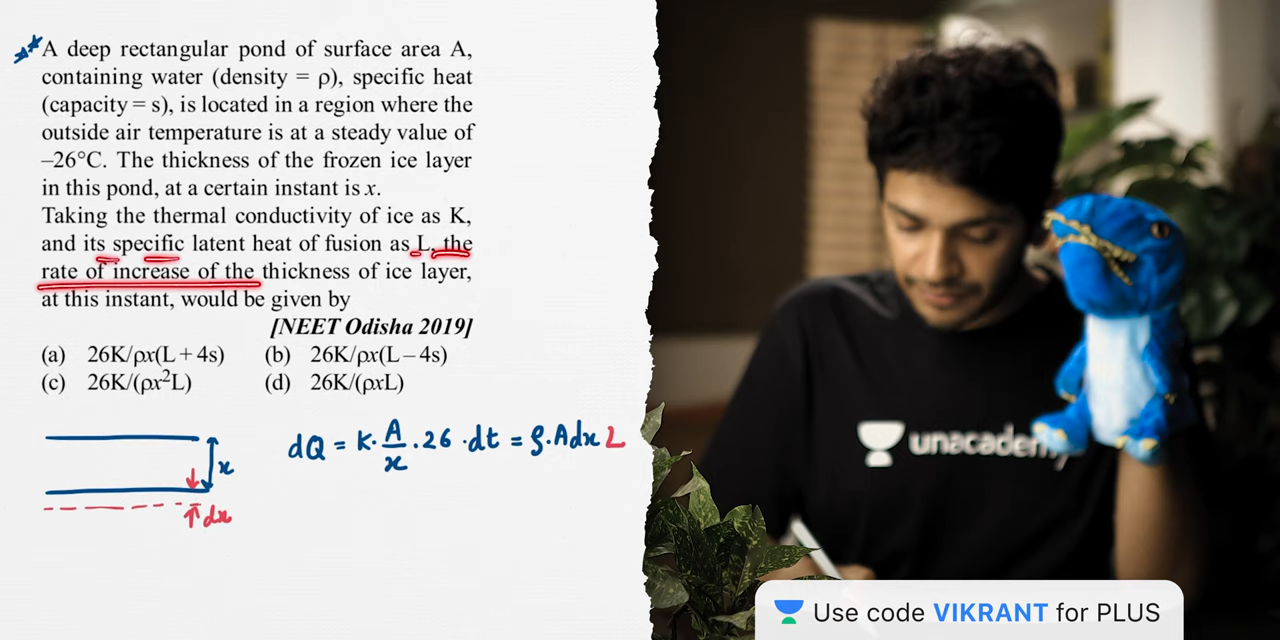 A deep rectangular pond of surface area A,
containing water (density = ρ), specific heat
(capacity = s), is located in a region where the
outside air temperature is at a steady value of
–26°C. The thickness of the frozen ice layer
in this pond, at a certain instant is x.
Taking the thermal conductivity of ice as K,
and its specific latent heat of fusion as L, the
rate of increase of the thickness of ice layer,
at this instant, would be given by
[NEET Odisha 2019]
(a) 26K/ρx(L + 4s) (b) 26K/ρx(L – 4s)
(c) 26K/(ρx²L) (d) 26K/(ρxL)
dQ = K · A/x · 26 · dt = ρ.Adx L
x
dx
unacademy
Use code VIKRANT for PLUS